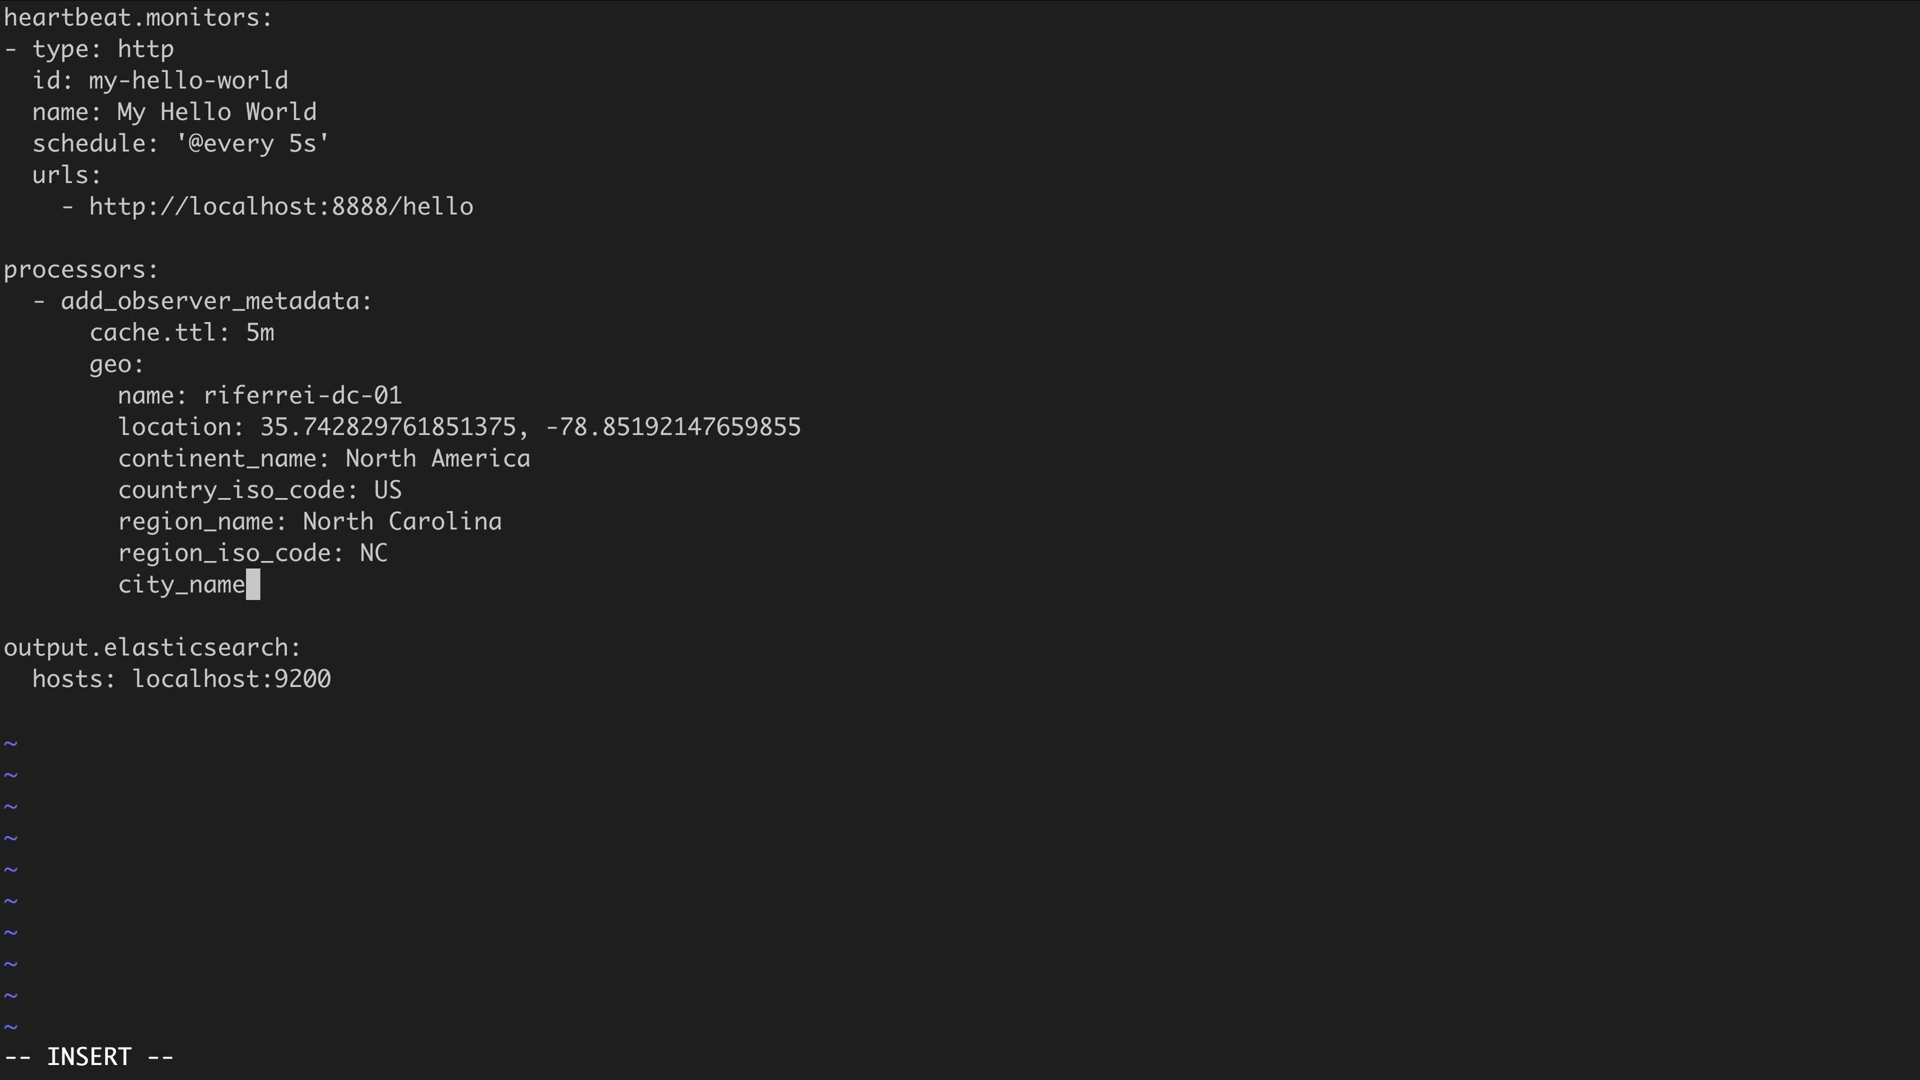 heartbeat.monitors:
- type: http
  id: my-hello-world
  name: My Hello World
  schedule: '@every 5s'
  urls:
    - http://localhost:8888/hello

processors:
  - add_observer_metadata:
      cache.ttl: 5m
      geo:
        name: riferrei-dc-01
        location: 35.742829761851375, -78.85192147659855
        continent_name: North America
        country_iso_code: US
        region_name: North Carolina
        region_iso_code: NC
        city_name

output.elasticsearch:
  hosts: localhost:9200

~
~
~
~
~
~
~
~
~
~
-- INSERT --